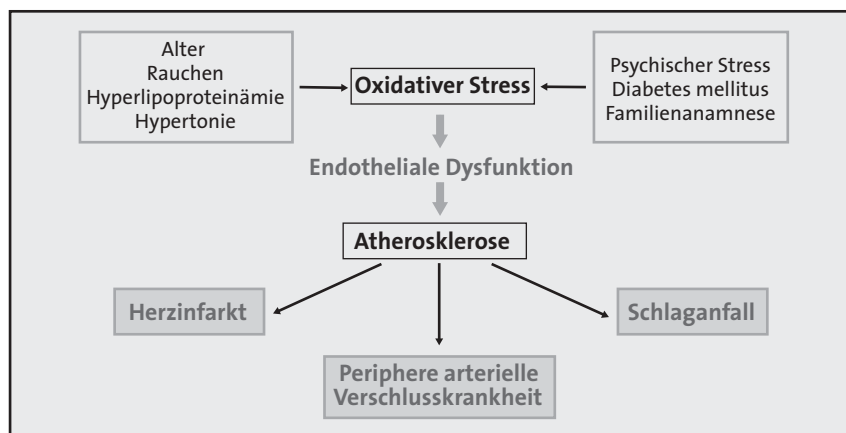 Alter
Rauchen
Hyperlipoproteinämie
Hypertonie
Oxidativer Stress
Psychischer Stress
Diabetes mellitus
Familienanamnese
Endotheliale Dysfunktion
Atherosklerose
Herzinfarkt
Schlaganfall
Periphere arterielle
Verschlusskrankheit